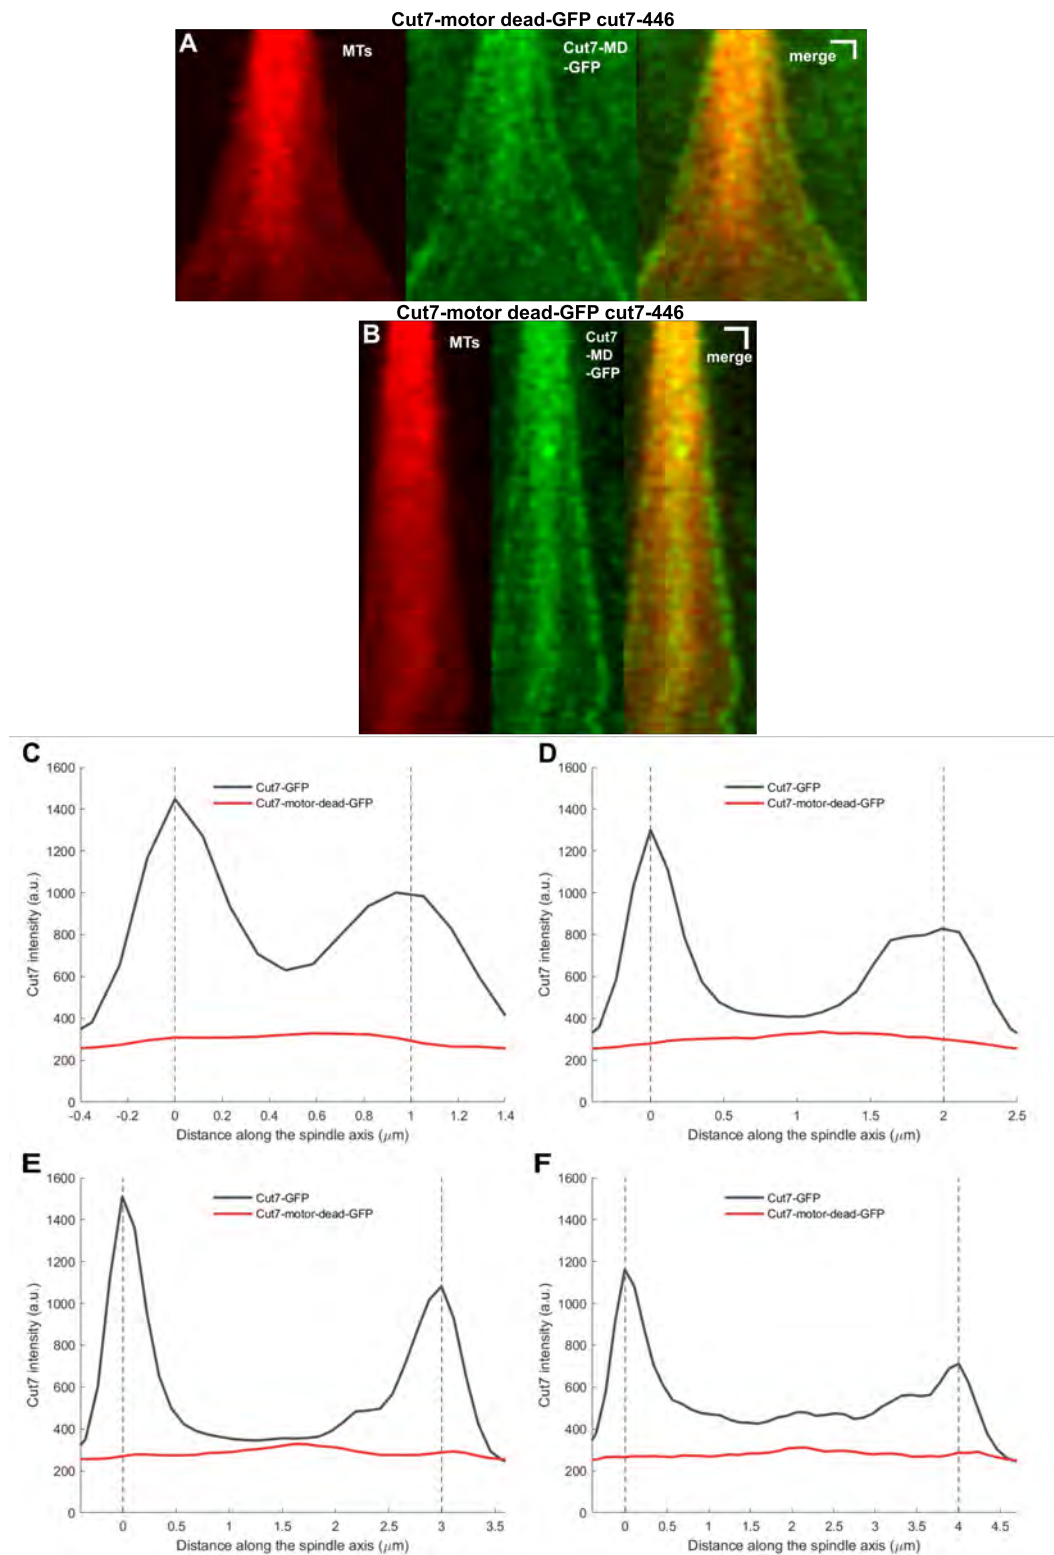 Cut7-motor dead-GFP cut7-446
A
MTs
Cut7-MD
-GFP
merge
Cut7-motor dead-GFP cut7-446
B
MTs
Cut7
-MD
-GFP
merge
C
1600
1400
1200
1000
800
600
400
200
0
Cut7 intensity (a.u.)
Cut7-GFP
Cut7-motor-dead-GFP
-0.4 -0.2 0 0.2 0.4 0.6 0.8 1 1.2 1.4
Distance along the spindle axis (μm)
D
1600
1400
1200
1000
800
600
400
200
0
Cut7 intensity (a.u.)
Cut7-GFP
Cut7-motor-dead-GFP
0 0.5 1 1.5 2 2.5
Distance along the spindle axis (μm)
E
1600
1400
1200
1000
800
600
400
200
0
Cut7 intensity (a.u.)
Cut7-GFP
Cut7-motor-dead-GFP
0 0.5 1 1.5 2 2.5 3 3.5
Distance along the spindle axis (μm)
F
1600
1400
1200
1000
800
600
400
200
0
Cut7 intensity (a.u.)
Cut7-GFP
Cut7-motor-dead-GFP
0 0.5 1 1.5 2 2.5 3 3.5 4 4.5
Distance along the spindle axis (μm)